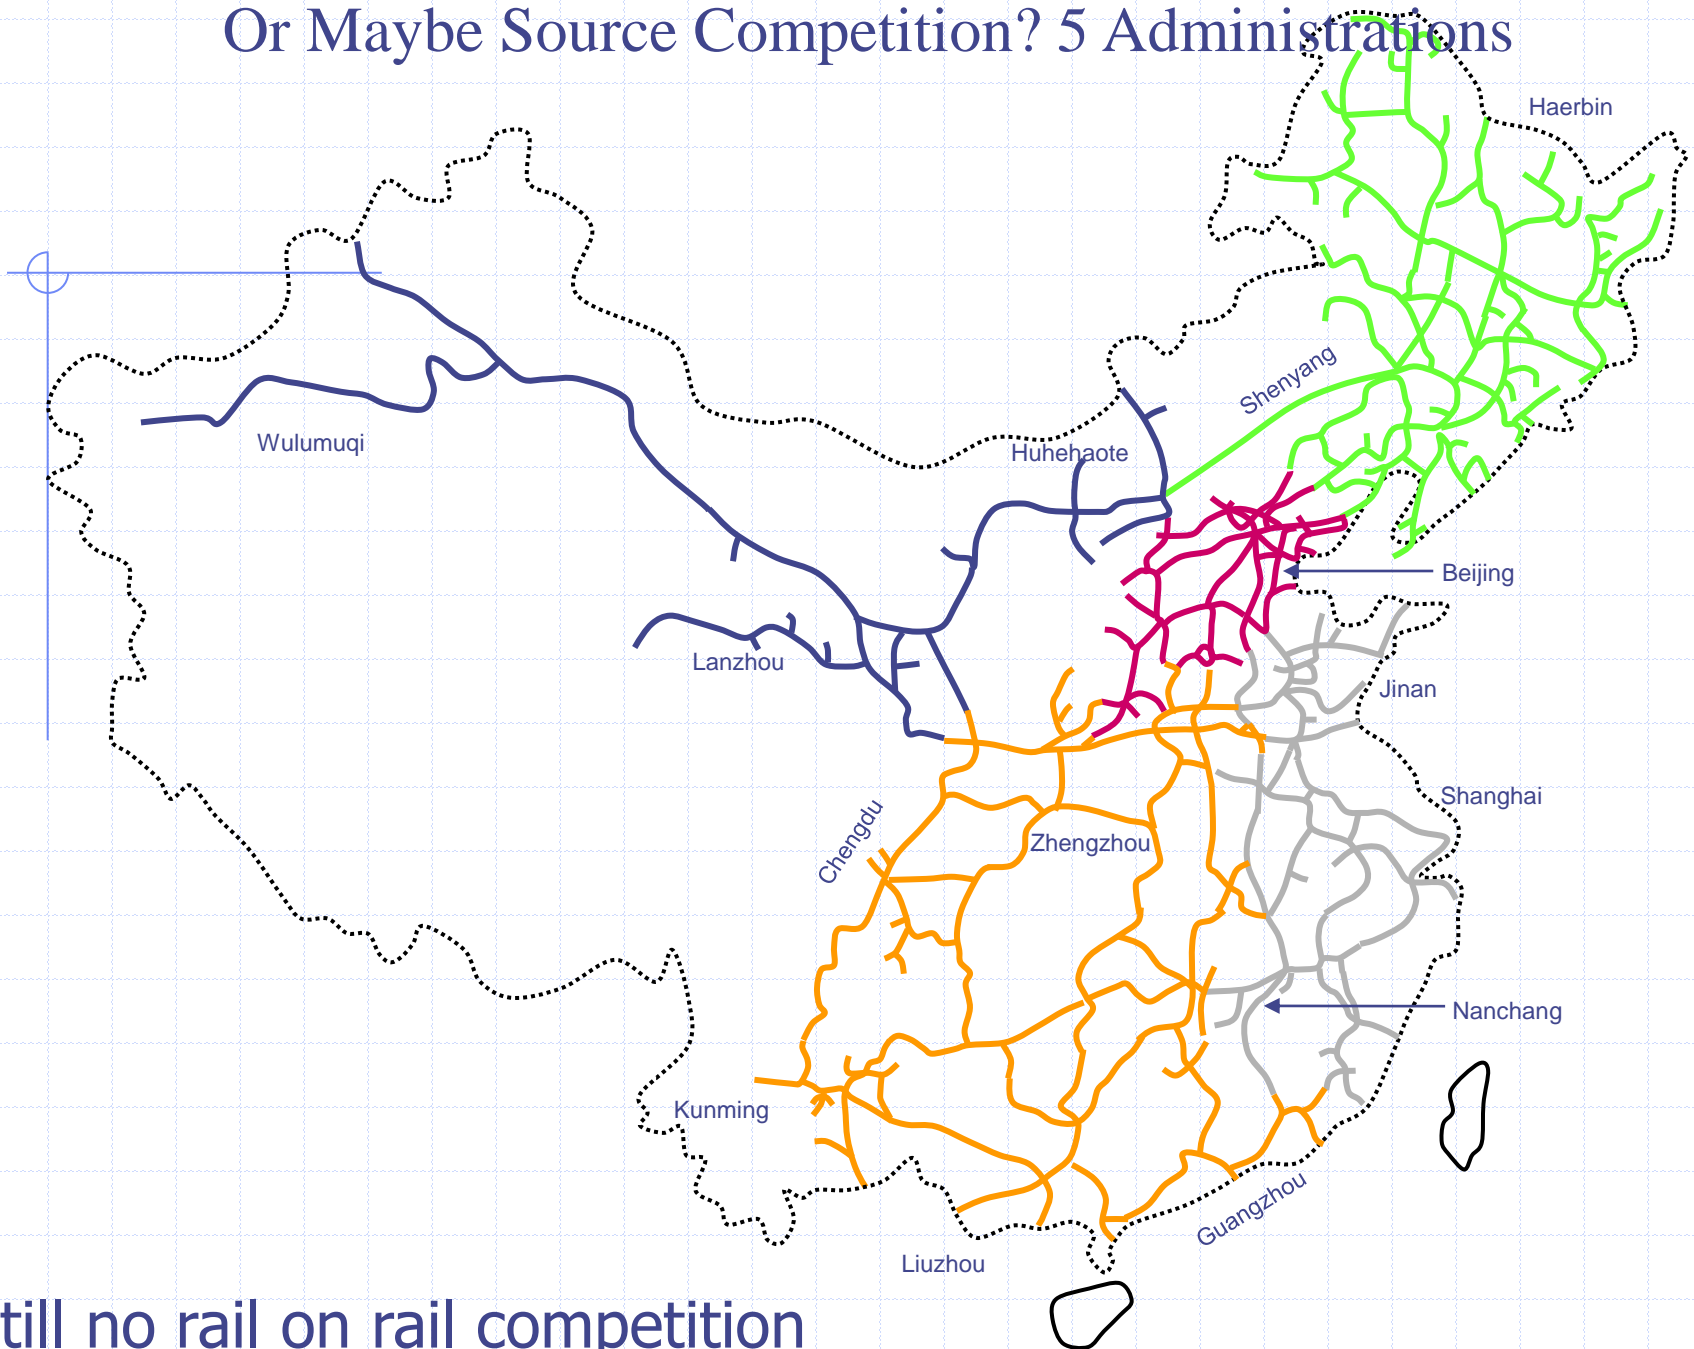 Or Maybe Source Competition? 5 Administrations
Haerbin
Shenyang
Wulumuqi
Huhehaote
Beijing
Lanzhou
Jinan
Shanghai
Chengdu
Zhengzhou
Nanchang
Kunming
Guangzhou
Liuzhou
till no rail on rail competition